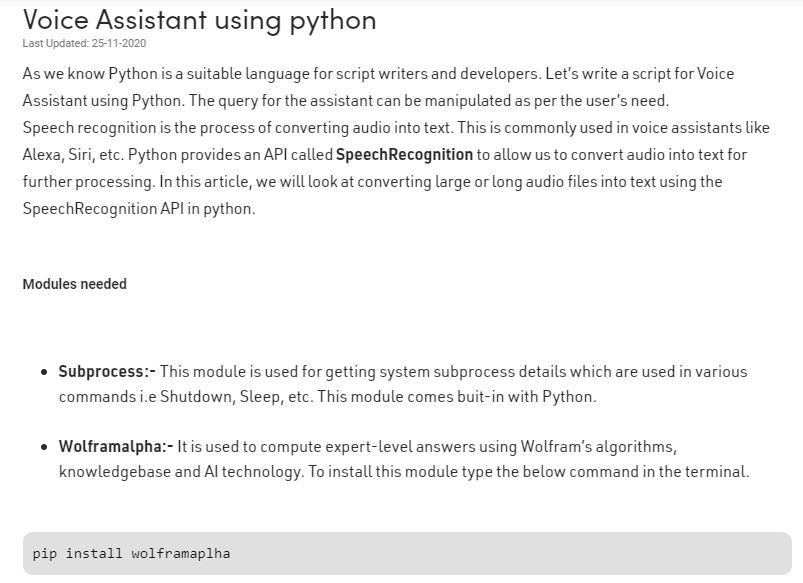 Voice Assistant using python
Last Updated: 25-11-2020
As we know Python is a suitable language for script writers and developers. Let's write a script for Voice
Assistant using Python. The query for the assistant can be manipulated as per the user's need.
Speech recognition is the process of converting audio into text. This is commonly used in voice assistants like
Alexa, Siri, etc. Python provides an API called SpeechRecognition to allow us to convert audio into text for
further processing. In this article, we will look at converting large or long audio files into text using the
SpeechRecognition API in python.
Modules needed
• Subprocess:- This module is used for getting system subprocess details which are used in various
commands i.e Shutdown, Sleep, etc. This module comes buit-in with Python.
• Wolframalpha:- It is used to compute expert-level answers using Wolfram's algorithms,
knowledgebase and AI technology. To install this module type the below command in the terminal.
pip install wolframaplha